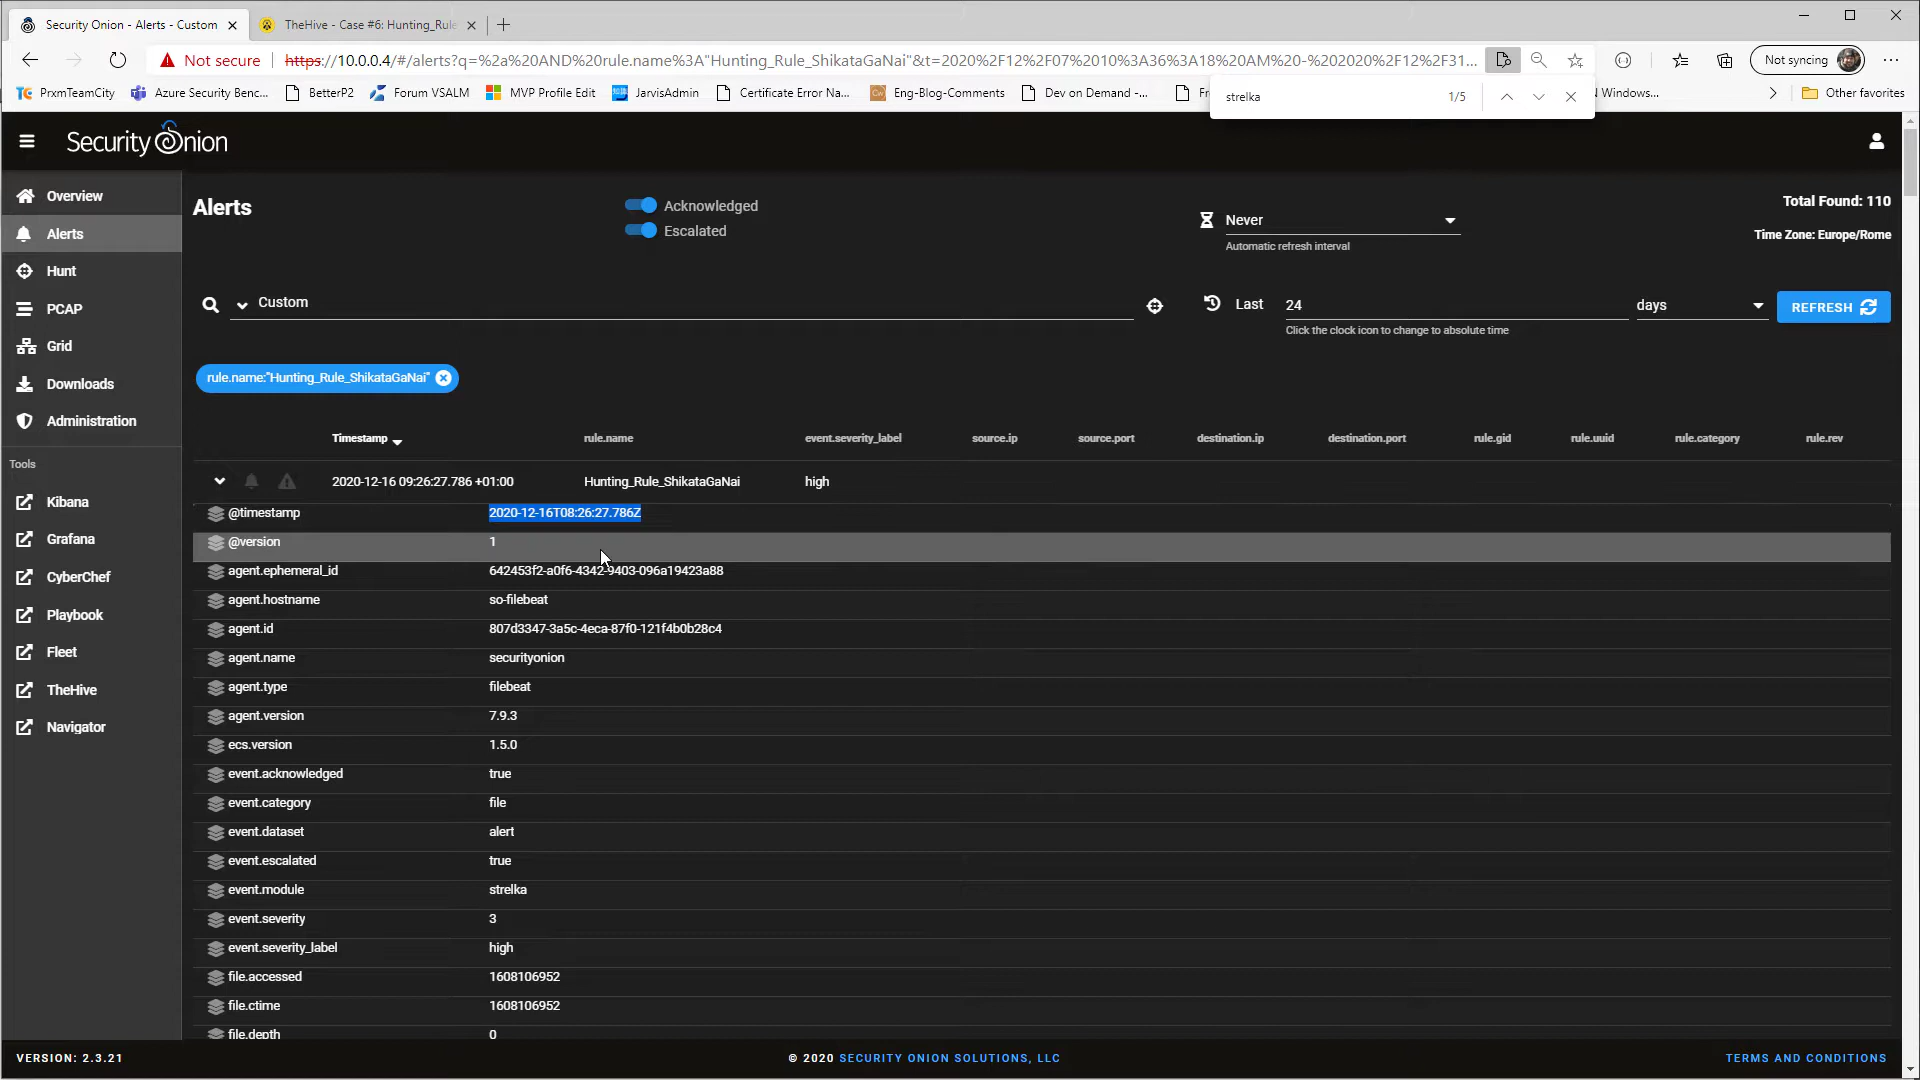 Security Onion - Alerts - Custom
TheHive - Case #6: Hunting_Rule
Not secure
https://10.0.0.4/#/alerts?q=%2a%20AND%20rule.name%3A"Hunting_Rule_ShikataGaNai"&t=2020%2F12%2F07%2010%3A36%3A18%20AM%20-%202020%2F12%2F31...
Not syncing
PrxmTeamCity
Azure Security Benc...
BetterP2
Forum VSALM
MVP Profile Edit
JarvisAdmin
Certificate Error Na...
Eng-Blog-Comments
Dev on Demand -...
Windows...
Other favorites
strelka
1/5
Security Onion
Overview
Alerts
Hunt
PCAP
Grid
Downloads
Administration
Tools
Kibana
Grafana
CyberChef
Playbook
Fleet
TheHive
Navigator
Alerts
Acknowledged
Escalated
Never
Automatic refresh interval
Total Found: 110
Time Zone: Europe/Rome
Custom
Last
24
days
REFRESH
Click the clock icon to change to absolute time
rule.name:"Hunting_Rule_ShikataGaNai"
Timestamp rule.name event.severity_label source.ip source.port destination.ip destination.port rule.gid rule.uuid rule.category rule.rev
2020-12-16 09:26:27.786 +01:00 Hunting_Rule_ShikataGaNai high
@timestamp 2020-12-16T08:26:27.786Z
@version 1
agent.ephemeral_id 642453f2-a0f6-4342-9403-096a19423a88
agent.hostname so-filebeat
agent.id 807d3347-3a5c-4eca-87f0-121f4b0b28c4
agent.name securityonion
agent.type filebeat
agent.version 7.9.3
ecs.version 1.5.0
event.acknowledged true
event.category file
event.dataset alert
event.escalated true
event.module strelka
event.severity 3
event.severity_label high
file.accessed 1608106952
file.ctime 1608106952
file.depth 0
VERSION: 2.3.21
© 2020 SECURITY ONION SOLUTIONS, LLC
TERMS AND CONDITIONS